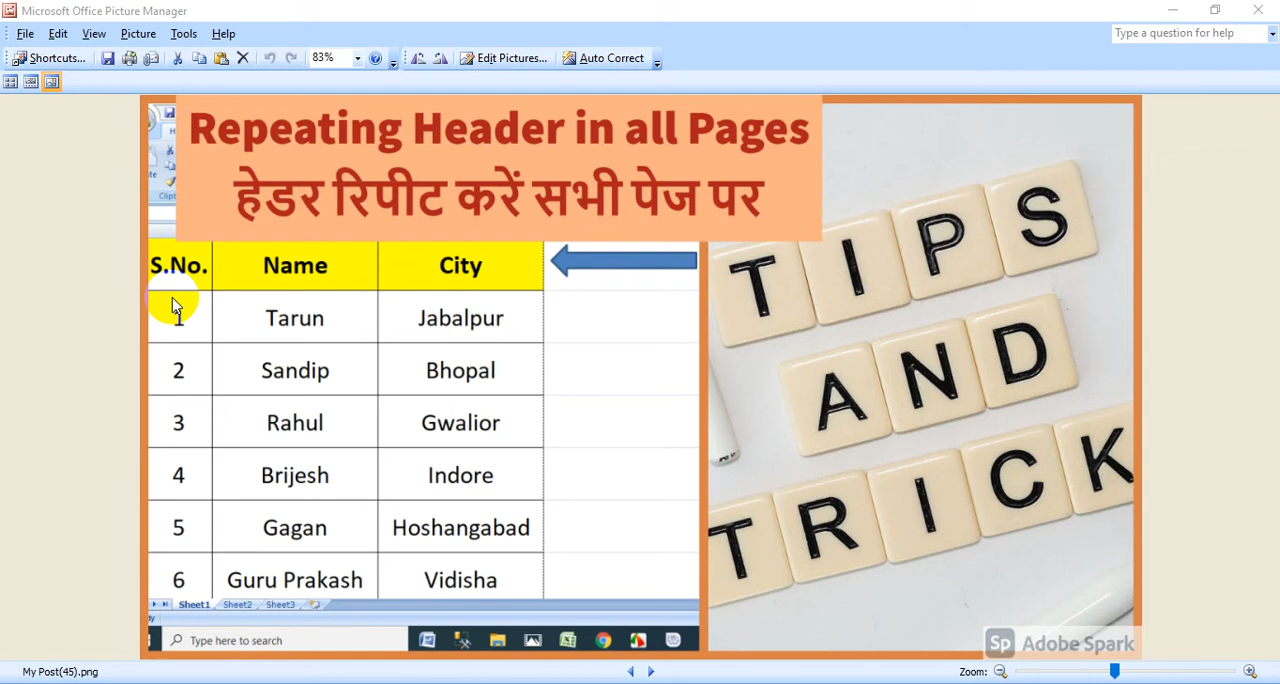 Microsoft Office Picture Manager
File Edit View Picture Tools Help
Type a question for help
Shortcuts... 83% Edit Pictures... Auto Correct
Repeating Header in all Pages
हेडर रिपीट करें सभी पेज पर
S.No. Name City
1 Tarun Jabalpur
2 Sandip Bhopal
3 Rahul Gwalior
4 Brijesh Indore
5 Gagan Hoshangabad
6 Guru Prakash Vidisha
Sheet1 Sheet2 Sheet3
Type here to search
TIPS
AND
TRICK
Sp Adobe Spark
My Post(45).png
Zoom: